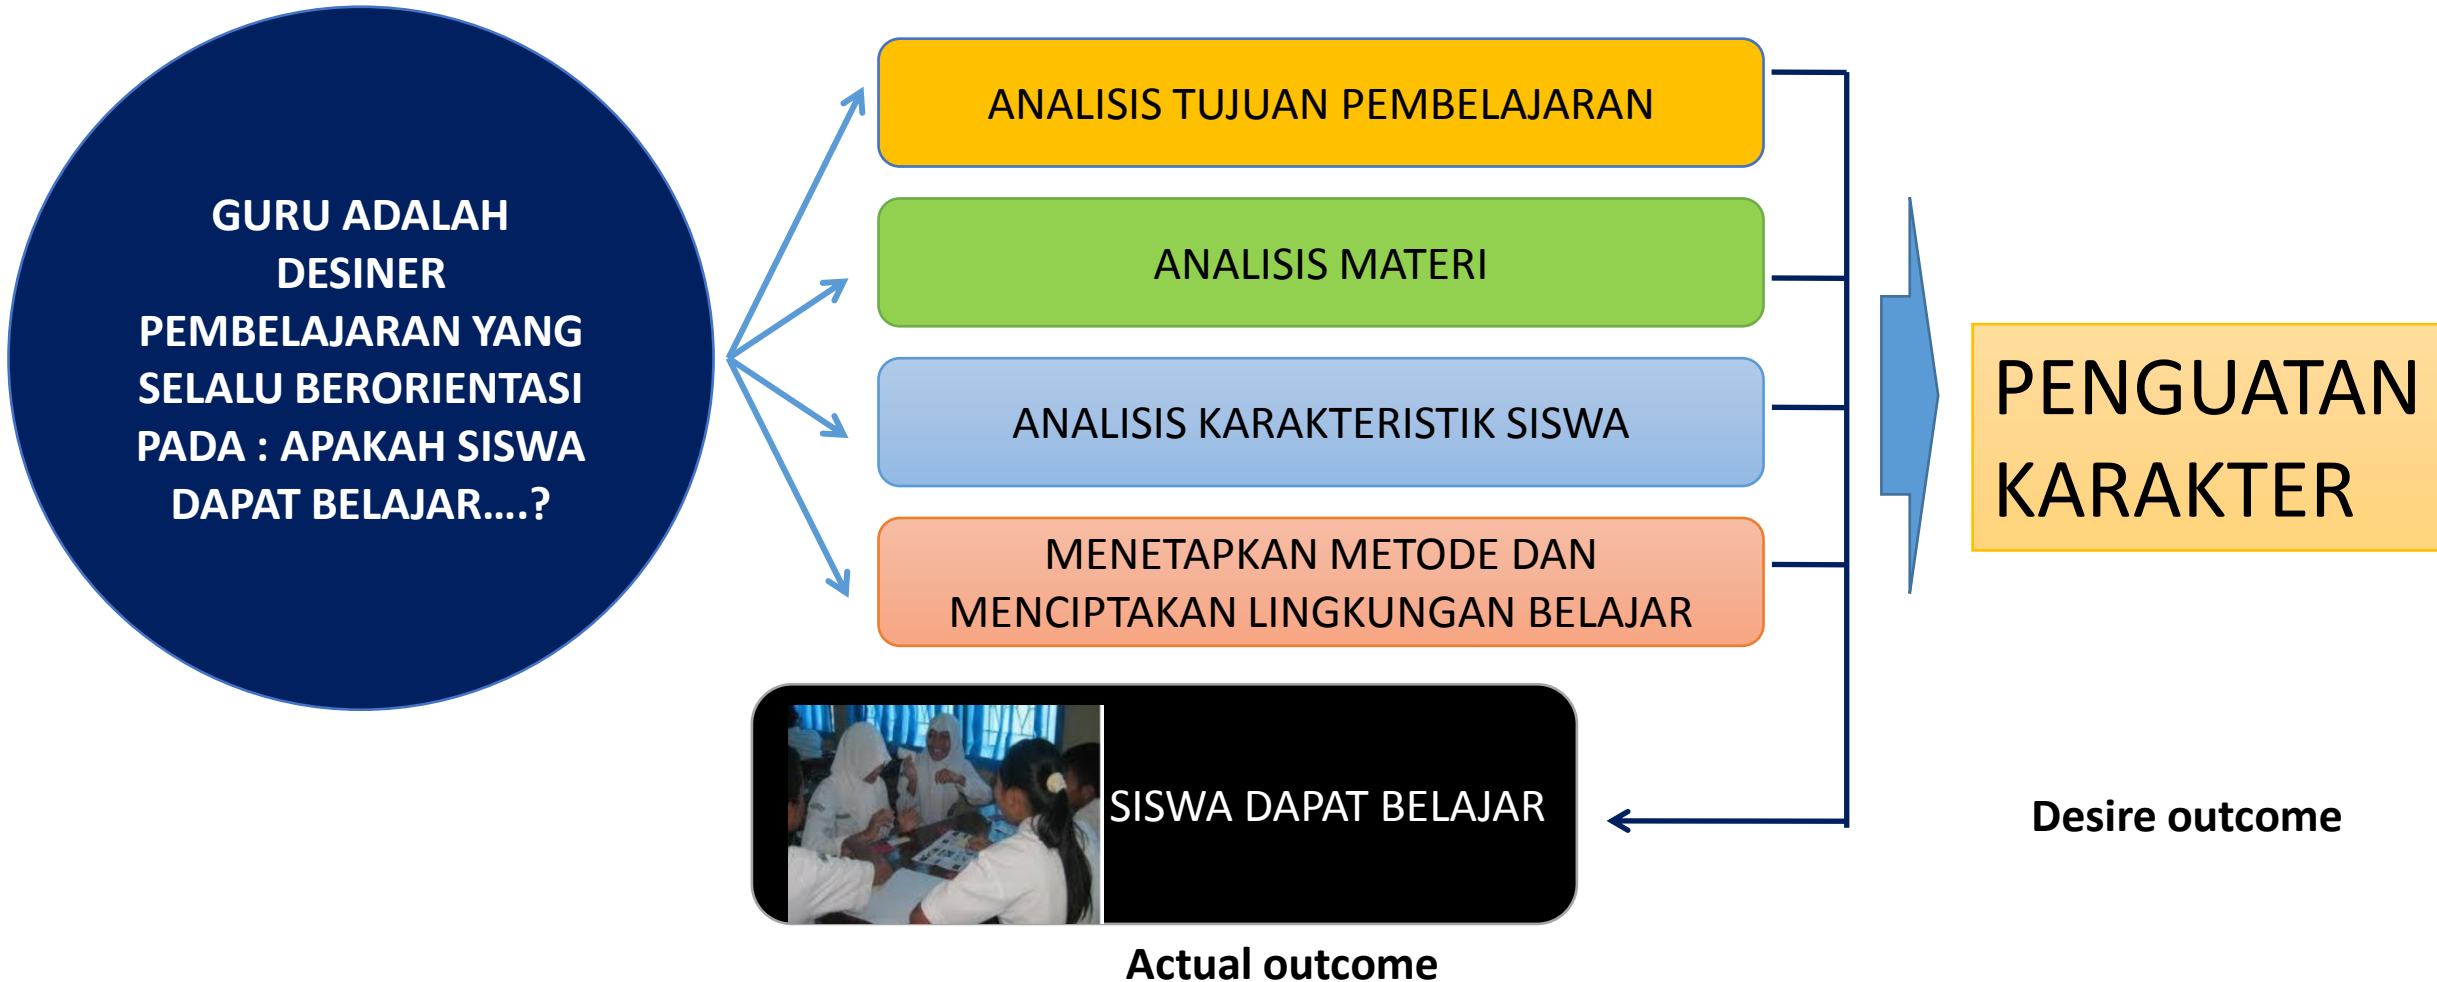 GURU ADALAH
DESINER
PEMBELAJARAN YANG
SELALU BERORIENTASI
PADA : APAKAH SISWA
DAPAT BELAJAR....?
ANALISIS TUJUAN PEMBELAJARAN
ANALISIS MATERI
ANALISIS KARAKTERISTIK SISWA
MENETAPKAN METODE DAN
MENCIPTAKAN LINGKUNGAN BELAJAR
SISWA DAPAT BELAJAR
Actual outcome
PENGUATAN
KARAKTER
Desire outcome